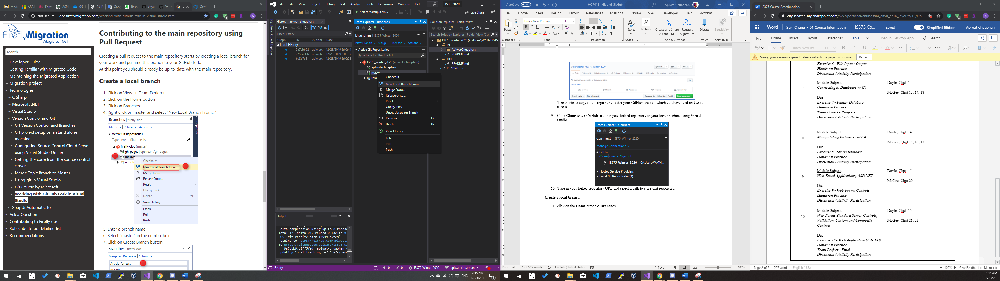 Not secure | doc.fireflymigration.com/working-with-github-fork-in-visual-studio.html
FireflyMigration
Magic to .NET
search
+ Developer Guide
+ Getting Familiar with Migrated Code
+ Maintaining the Migrated Application
+ Migration project
- Technologies
+ C Sharp
+ Microsoft .NET
+ Visual Studio
- Version Control and Git
Git Version Control and Branches
Git project setup on a stand alone
machine
Configuring Source Control Cloud Server
using Visual Studio Online
Getting the code from the source control
server
Merge Topic Branch to Master
Using git in Visual Studio
Git Course by Microsoft
Working with GitHub Fork in Visual
Studio
SoapUi Automatic Tests
Ask a Question
Contributing to Firefly doc
Subscribe to our Mailing list
Recommendations
Contributing to the main repository using
Pull Request
Creating a pull request to the main repository starts by creating a local branch for
your work and pushing this branch to your GitHub fork.
At this point you should already be up-to-date with the main repository.
Create a local branch
1. Click on View -> Team Explorer
2. Click on the Home button
3. Click on Branches
4. Right click on master and select "New Local Branch From..."
Branches | firefly-doc
Merge | Rebase | Actions
Active Git Repositories
Type here to filter the list
firefly-doc (master)
gh-pages | upstream/gh-pages
1 master
remot
Checkout
New Local Branch From... 2
Merge From...
Rebase Onto...
Reset
Cherry-Pick
Delete Del
View History...
Fetch
Pull
Push
Properties
5. Enter a branch name
6. Select "master" in the combo-box
7. Click on Create Branch button
Branches | firefly-doc
Merge | Rebase | Actions
Article-for-test 1
master
File Edit View Project Debug Test Analyze Tools Extensions Window Help IS3...2020
Select Startup Item... Live Share
SQL Server Object Explorer
History - apiwat-chuaphan
Filter History
Graph ID Author Date
Local History
9a7cbb92 apiwatc 12/23/2019 3:05:44
a759a9bb apiwatc 12/23/2019 3:05:07
ba3c7c81 apiwatc 12/23/2019 3:00:58
Output
Delta compression using up to 8 threa
Total 12 (delta 0), reused 0 (delta 0
POST git-receive-pack (4949 bytes)
Pushing to https://github.com/apiwatc/
To https://github.com/apiwatc/IS375_W
9a7cbb9..0ff5fad apiwat-chuaphan
updating local tracking ref 'refs/rem
Team Explorer - Branches
Branches | IS375_Winter_2020
New Branch | Merge | Rebase | Actions
Active Git Repositories
Type here to filter the list
IS375_Winter_2020 (apiwat-chuaphan)
apiwat-chuaphan
master
rem
Checkout
New Local Branch From...
Merge From...
Rebase Onto...
Reset
Cherry-Pick
Unset Upstream Branch
Rename F2
Delete Del
View History...
Fetch
Pull
Push
Solution Explorer - Folder View
Search Solution Explorer - Folder View (Ctr
IS375_Winter_2020 (C:\Users\WATNEY\De
IN
ApiwatChuaphan
README.md
ON
README.md
README.md
Ready 0 0 IS375_Winter_2020 apiwat-chuaphan 1
ENG 4:15 AM
12/23/2019
AutoSave Off HOP01B - Git and GitHub Apiwat Chuaphan
File Home Insert Design Layout References Mailings Review View Developer Help Acrobat
Paste
Times New Roman 11
Styles
Editing
Create and Share
Adobe PDF
Request
Signatures
Dictate
Sensitivity
Clipboard Font Paragraph Styles Adobe Acrobat Voice Sensitivity
cityuseattle / IS375_Winter_2020
No description, website, or topics provided.
This creates a copy of the repository under your GitHub account which you have read and write
access.
9. Click Clone under GitHub to clone your forked repository to your local machine using Visual
Studio.
Team Explorer - Connect
Connect | IS375_Winter_2020
Manage Connections
GitHub
Clone Create Sign out
IS375_Winter_2020 C:\Users\WATN...
Hosted Service Providers
Local Git Repositories (1)
10. Type in your forked repository URL and select a path to store that repository.
Create a local branch
11. click on the Home button > Branches
Page 6 of 6 1 of 535 words English (United States) Focus 100%
IS375 Course Schedule.docx
cityuseattle-my.sharepoint.com/:w:/r/personal/chungsam_cityu_edu/_layouts/15/Do...
Word Sam Chung > 01 Course Information IS375 Co... - Saved Simplified Ribbon Apiwat Chuaphan
File Home Insert Layout References Table Open in Desktop App Search
Times New Ro... 11
Sorry, your session expired. Please refresh the page to continue. Refresh
Exercise 6 - File Input / Output
Hands-on Practice
Discussion / Activity Participation
7
Module Subject
Connecting to Databases w/ C#
Due
Exercise 7 - Family Database
Hands-on Practice
Team Project - Progress
Discussion / Activity Participation
Doyle, Chpt. 14
McGee, Chpt 13, 14, 18
8
Module Subject
Manipulating Databases w/ C#
Due
Exercise 8 - Sports Database
Hands-on Practice
Discussion / Activity Participation
Doyle, Chpt. 14
McGee, Chpt 15, 16, 17
9
Module Subject
Web-Based Applications, ASP.NET
Due
Exercise 9 - Web Forms Controls
Hands-on Practice
Discussion / Activity Participation
Doyle, Chpt. 15
McGee, Chpt 20
10
Module Subject
Web Forms Standard Server Controls,
Validation, Custom and Composite
Controls
Due
Exercise 10 - Web Application (File I/O)
Hands-on Practice
Team Project - Final
Discussion / Activity Participation
Doyle, Chpt. 15
McGee, Chpt 21, 22
Page 2 of 2 297 words English (U.S.) 100% Give Feedback to Microsoft
4:15 AM
12/23/2019